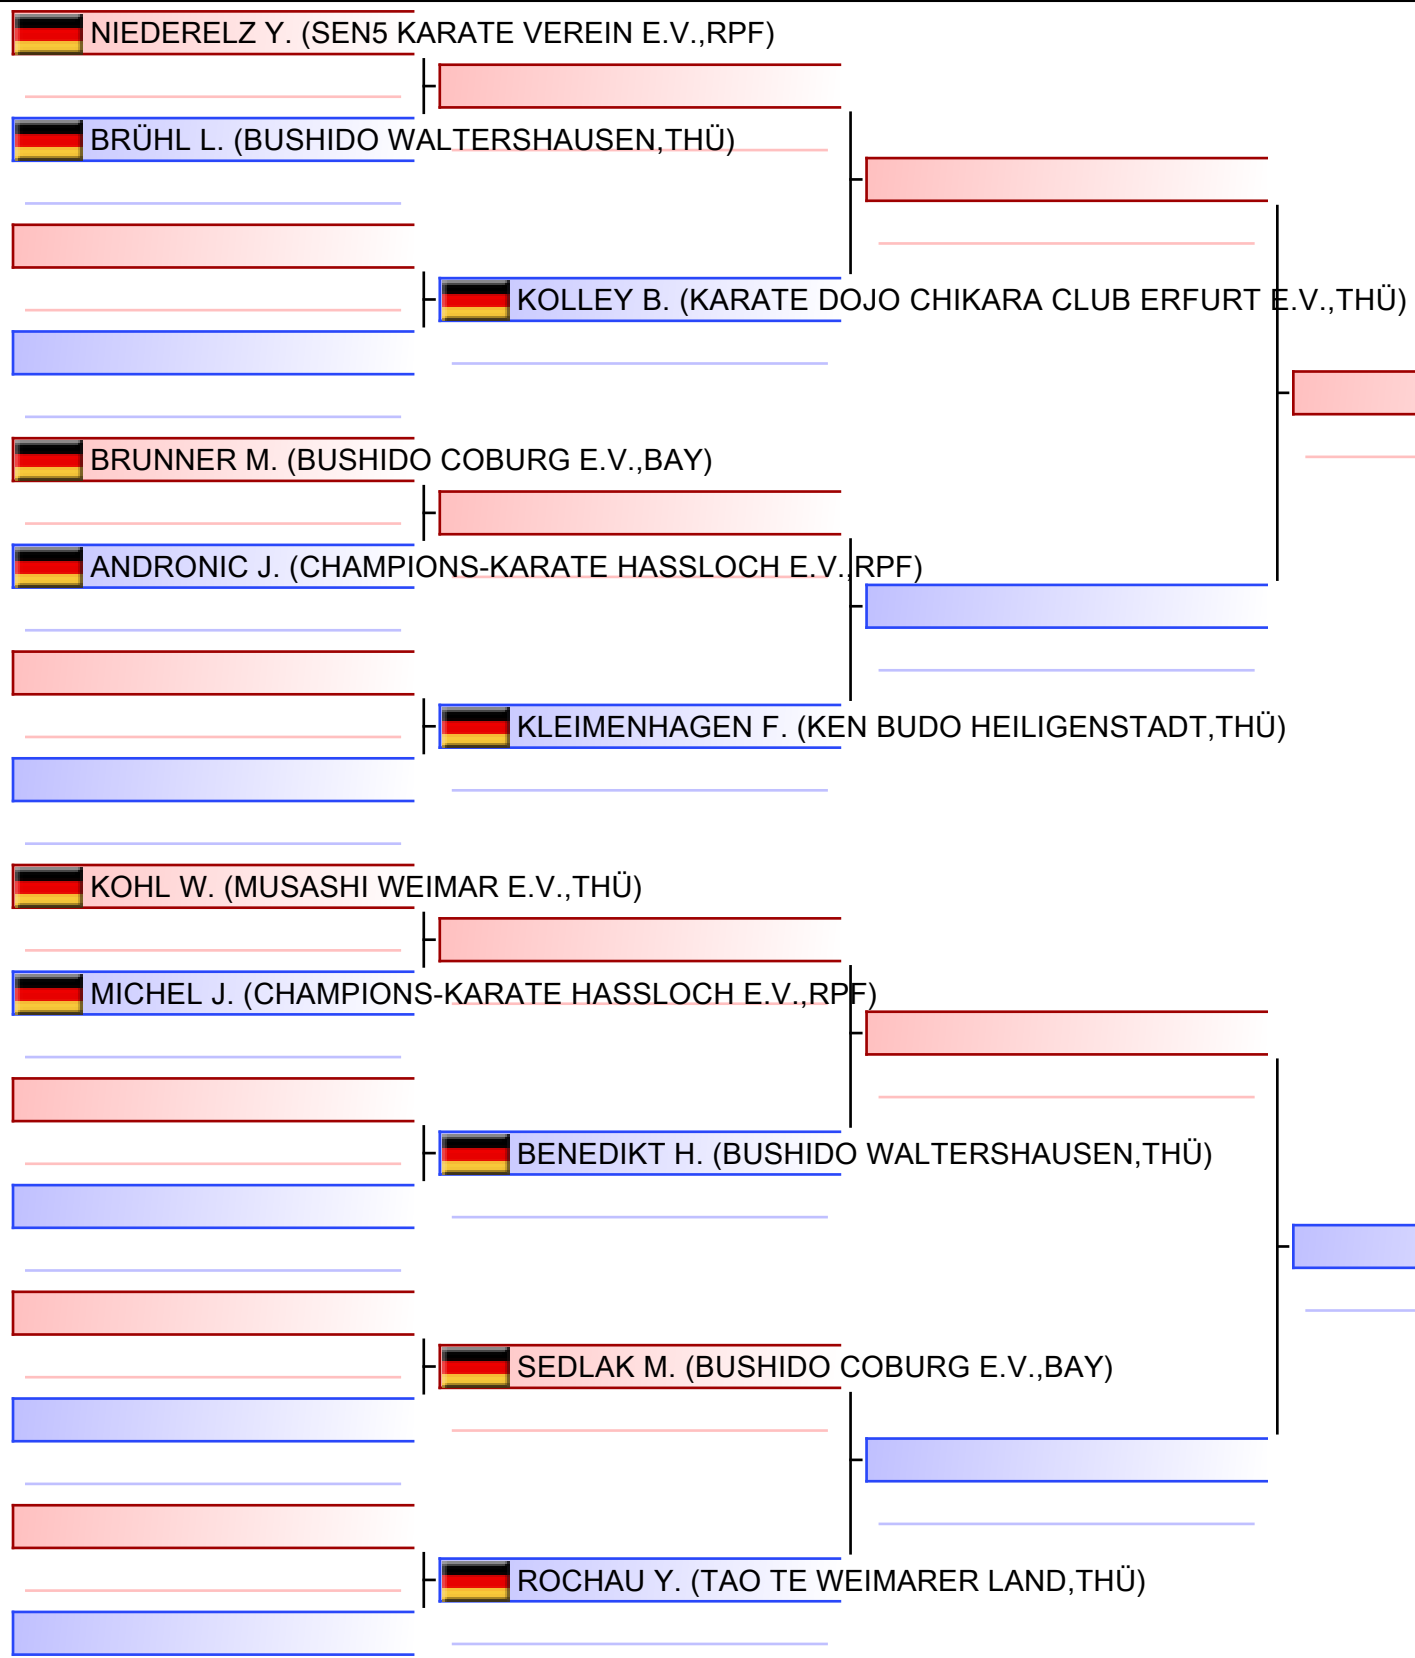 NIEDERELZ Y. (SEN5 KARATE VEREIN E.V.,RPF)
BRÜHL L. (BUSHIDO WALTERSHAUSEN,THÜ)
KOLLEY B. (KARATE DOJO CHIKARA CLUB ERFURT E.V.,THÜ)
BRUNNER M. (BUSHIDO COBURG E.V.,BAY)
ANDRONIC J. (CHAMPIONS-KARATE HASSLOCH E.V.,RPF)
KLEIMENHAGEN F. (KEN BUDO HEILIGENSTADT,THÜ)
KOHL W. (MUSASHI WEIMAR E.V.,THÜ)
MICHEL J. (CHAMPIONS-KARATE HASSLOCH E.V.,RPF)
BENEDIKT H. (BUSHIDO WALTERSHAUSEN,THÜ)
SEDLAK M. (BUSHIDO COBURG E.V.,BAY)
ROCHAU Y. (TAO TE WEIMARER LAND,THÜ)